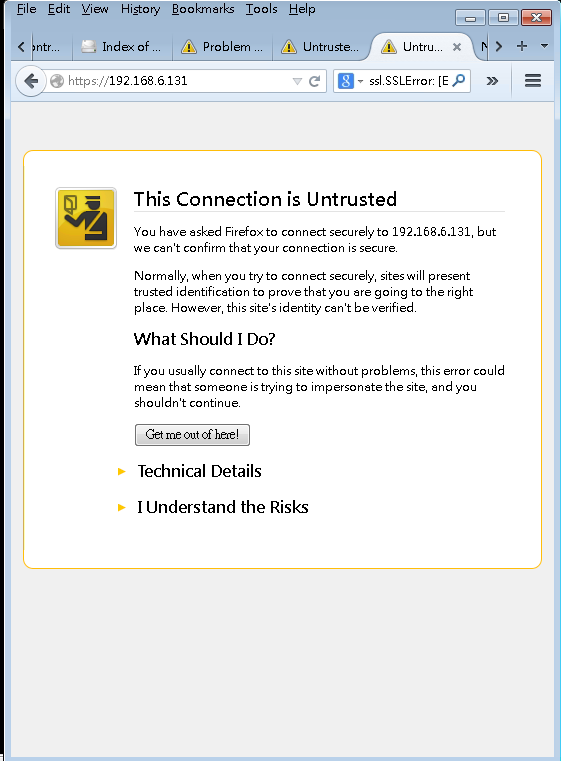 File Edit View History Bookmarks Tools Help
ontr... Index of ... Problem ... Untruste... Untru...
https://192.168.6.131 ssl.SSLError: [E
This Connection is Untrusted
You have asked Firefox to connect securely to 192.168.6.131, but
we can't confirm that your connection is secure.
Normally, when you try to connect securely, sites will present
trusted identification to prove that you are going to the right
place. However, this site's identity can't be verified.
What Should I Do?
If you usually connect to this site without problems, this error could
mean that someone is trying to impersonate the site, and you
shouldn't continue.
Get me out of here!
Technical Details
I Understand the Risks